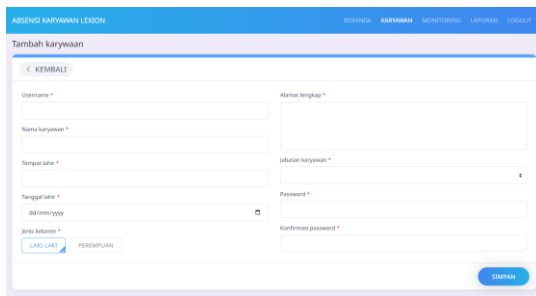 ABSENSI KARYAWAN LEXION
BERANDA KARYAWAN MONITORING LAPORAN LOGOUT
Tambah karywaan
< KEMBALI
Username *
Nama karyawan *
Tempat lahir *
Tanggal lahir *
dd/mm/yyyy
Jenis kelamin *
LAKI-LAKI PEREMPUAN
Alamat lengkap *
Jabatan karyawan *
Password *
Konfirmasi password *
SIMPAN